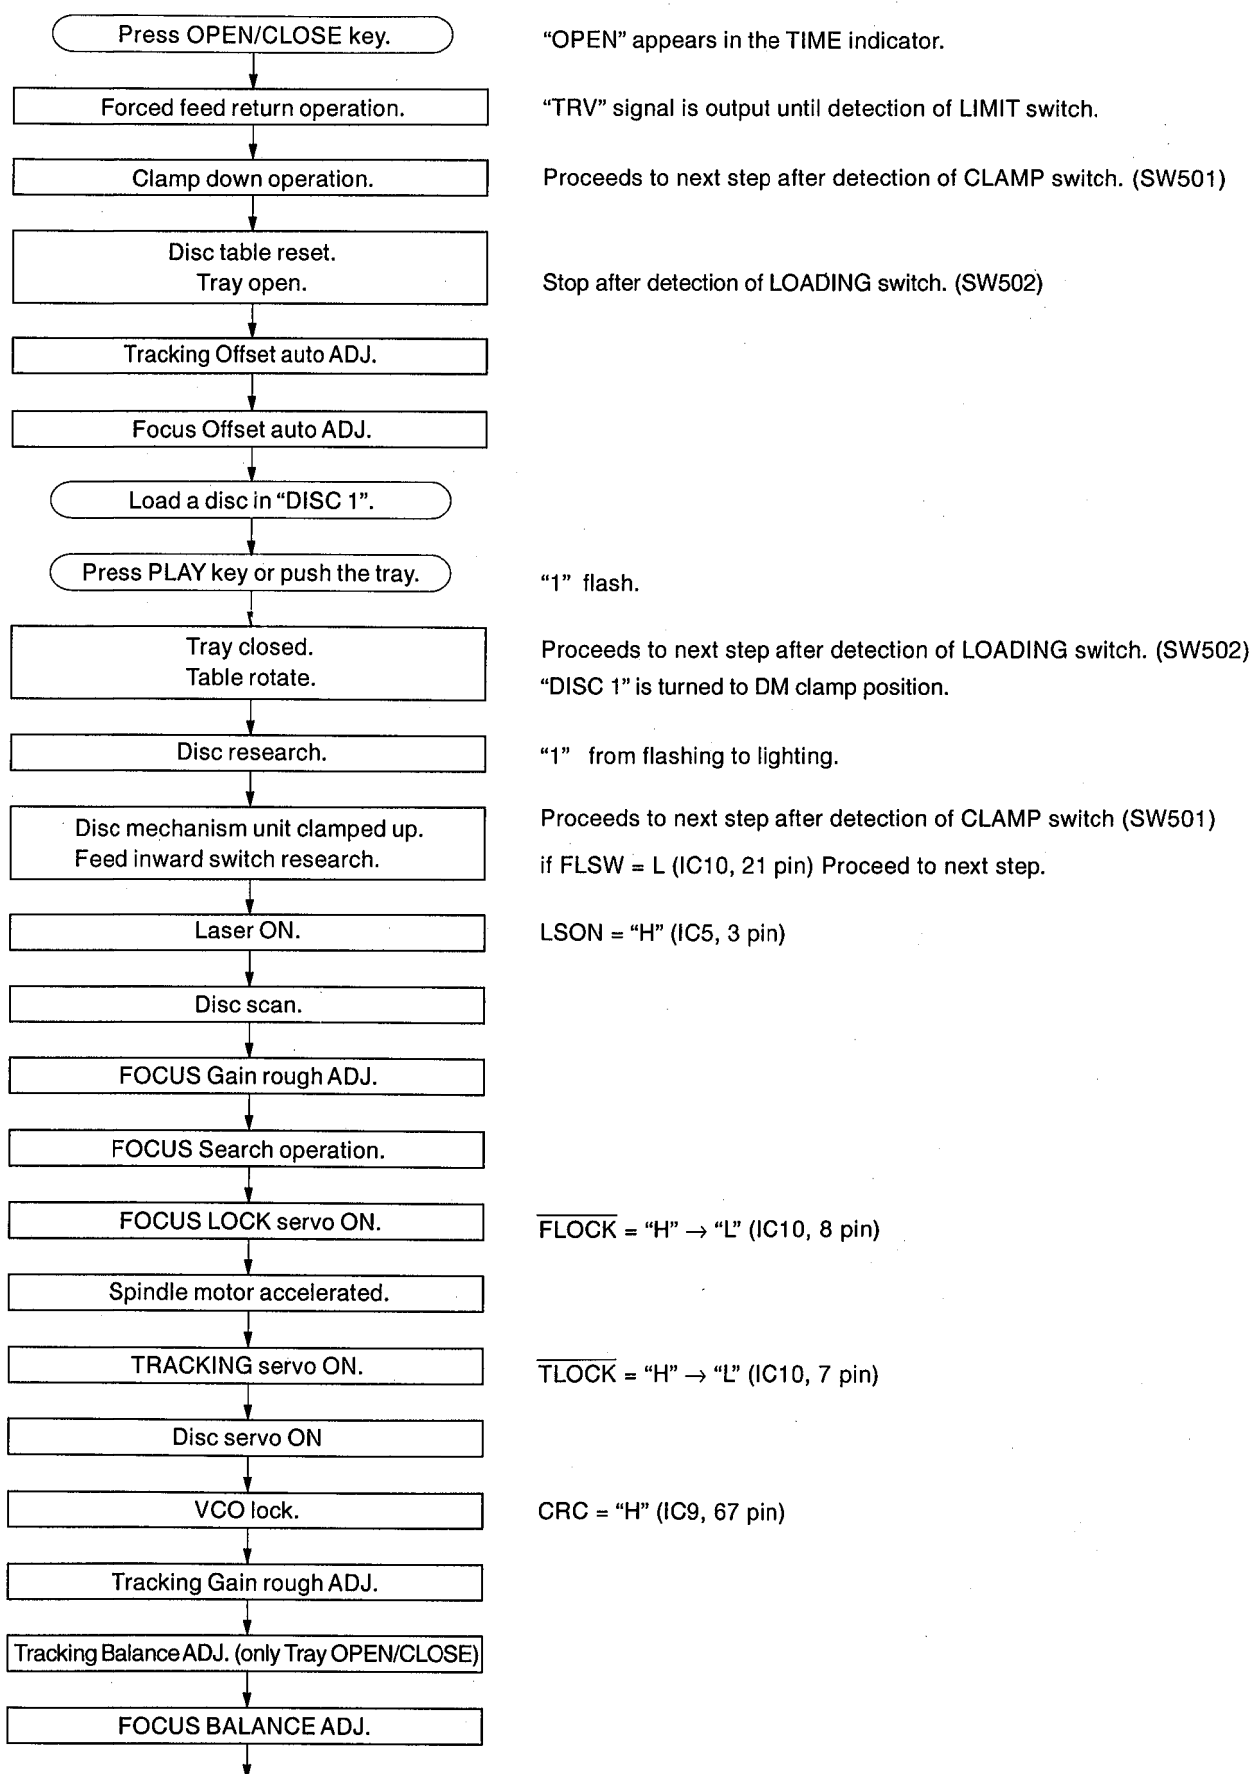 Press OPEN/CLOSE key.
“OPEN” appears in the TIME indicator.
Forced feed return operation.
“TRV” signal is output until detection of LIMIT switch.
Clamp down operation.
Proceeds to next step after detection of CLAMP switch. (SW501)
Disc table reset.
Tray open.
Stop after detection of LOADING switch. (SW502)
Tracking Offset auto ADJ.
Focus Offset auto ADJ.
Load a disc in “DISC 1”.
Press PLAY key or push the tray.
“1” flash.
Tray closed.
Table rotate.
Proceeds to next step after detection of LOADING switch. (SW502)
“DISC 1” is turned to DM clamp position.
Disc research.
“1” from flashing to lighting.
Disc mechanism unit clamped up.
Feed inward switch research.
Proceeds to next step after detection of CLAMP switch (SW501)
if FLSW = L (IC10, 21 pin) Proceed to next step.
Laser ON.
LSON = “H” (IC5, 3 pin)
Disc scan.
FOCUS Gain rough ADJ.
FOCUS Search operation.
FOCUS LOCK servo ON.
F̅L̅O̅C̅K̅ = “H” → “L” (IC10, 8 pin)
Spindle motor accelerated.
TRACKING servo ON.
T̅L̅O̅C̅K̅ = “H” → “L” (IC10, 7 pin)
Disc servo ON
VCO lock.
CRC = “H” (IC9, 67 pin)
Tracking Gain rough ADJ.
Tracking Balance ADJ. (only Tray OPEN/CLOSE)
FOCUS BALANCE ADJ.